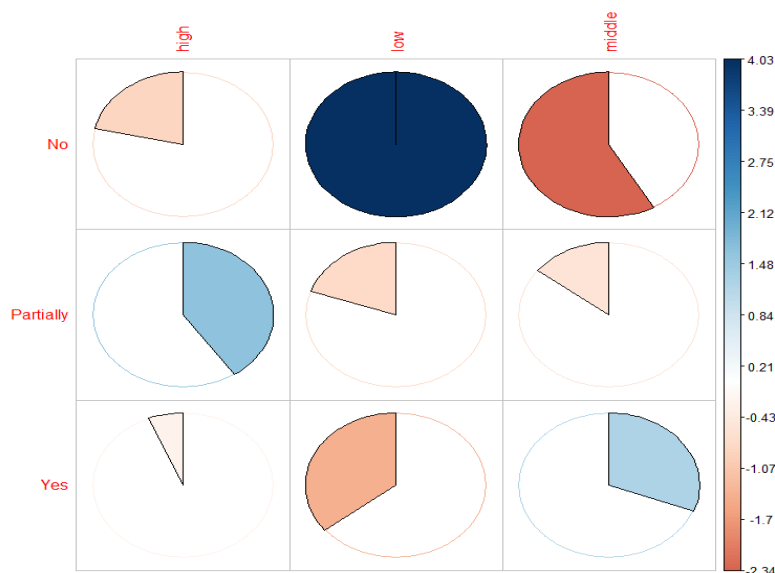 high
low
middle
No
Partially
Yes
4.03
3.39
2.75
2.12
1.48
0.84
0.21
-0.43
-1.07
-1.7
-2.34